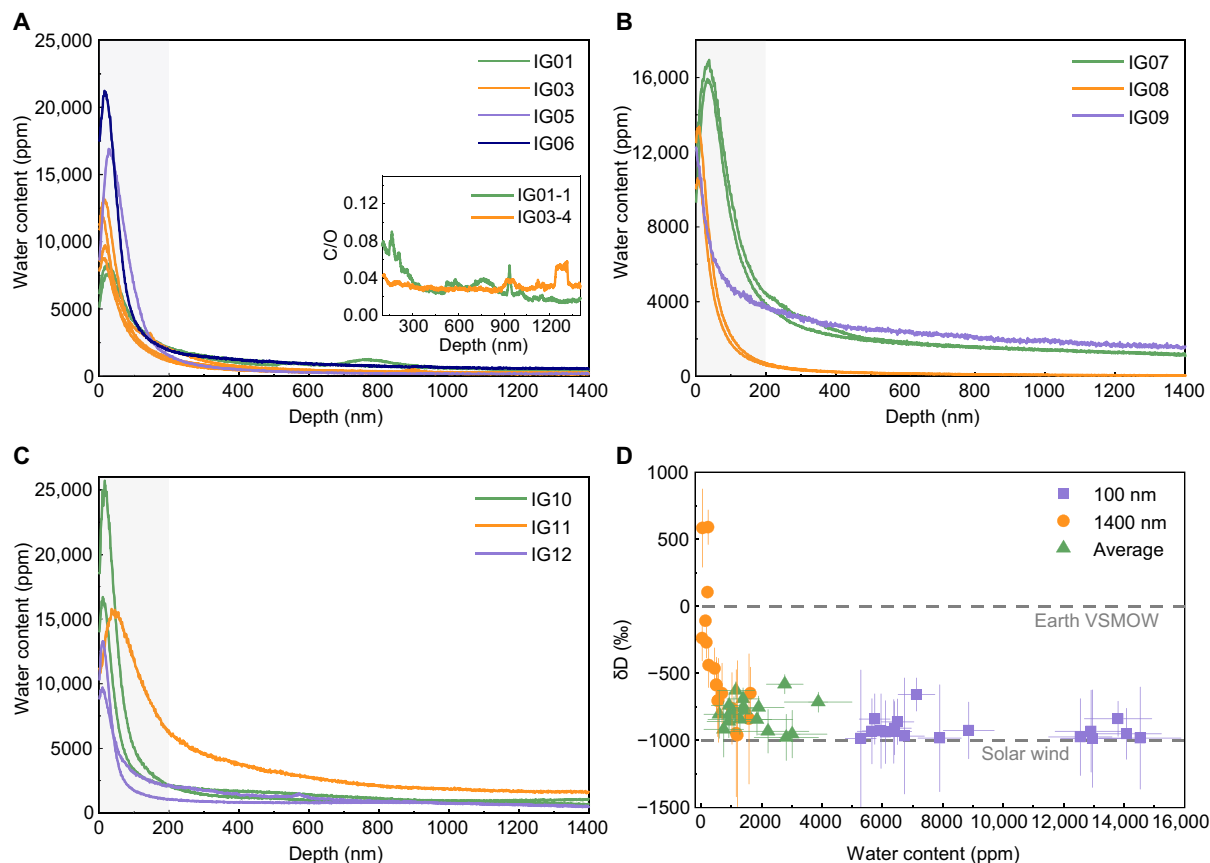 A
25,000
20,000
15,000
10,000
5000
0
Water content (ppm)
0 200 400 600 800 1000 1200 1400
Depth (nm)
IG01
IG03
IG05
IG06
0.12
0.08
0.04
0.00
C/O
300 600 900 1200
Depth (nm)
IG01-1
IG03-4
B
16,000
12,000
8000
4000
0
Water content (ppm)
0 200 400 600 800 1000 1200 1400
Depth (nm)
IG07
IG08
IG09
C
25,000
20,000
15,000
10,000
5000
0
Water content (ppm)
0 200 400 600 800 1000 1200 1400
Depth (nm)
IG10
IG11
IG12
D
1000
500
0
−500
−1000
−1500
δD (‰)
100 nm
1400 nm
Average
Earth VSMOW
Solar wind
0 2000 4000 6000 8000 10,000 12,000 14,000 16,000
Water content (ppm)